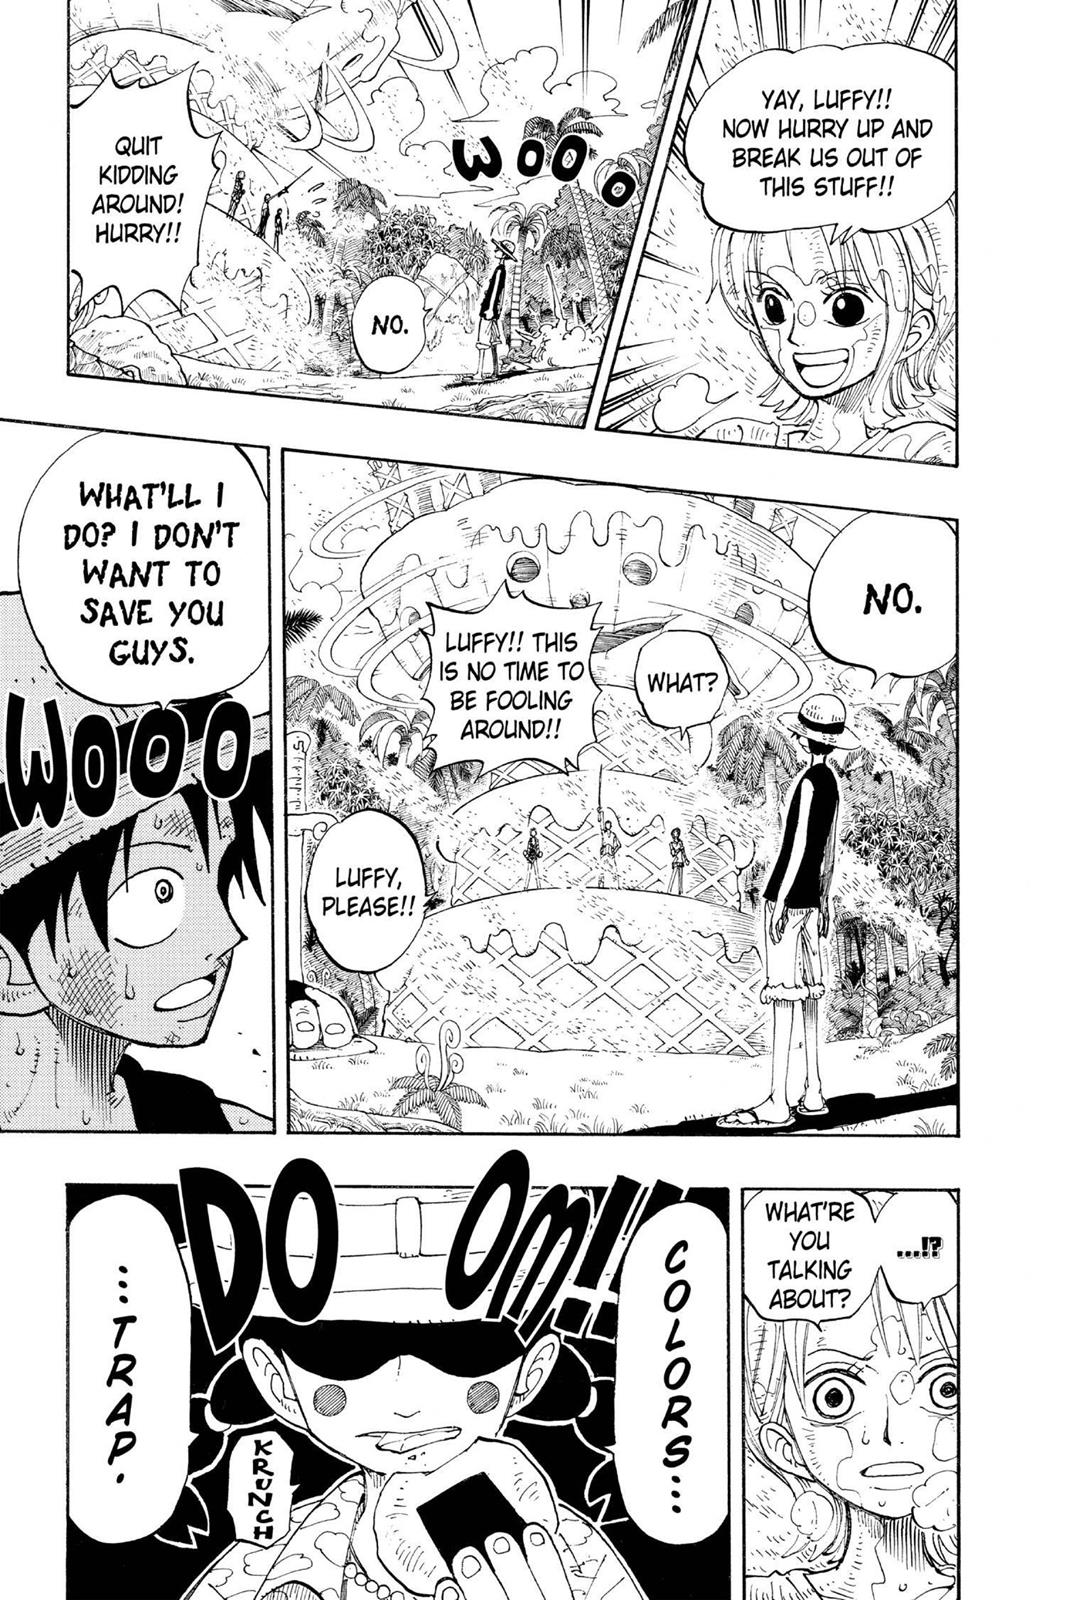 YAY, LUFFY!!
NOW HURRY UP AND
BREAK US OUT OF
THIS STUFF!!
WOOO
QUIT
KIDDING
AROUND!
HURRY!!
NO.
NO.
WHAT?
LUFFY!! THIS
IS NO TIME TO
BE FOOLING
AROUND!!
LUFFY,
PLEASE!!
WHAT'LL I
DO? I DON'T
WANT TO
SAVE YOU
GUYS.
WOOO
....!?
WHAT'RE
YOU
TALKING
ABOUT?
DOOM!!
COLORS...
...TRAP.
KRUNCH